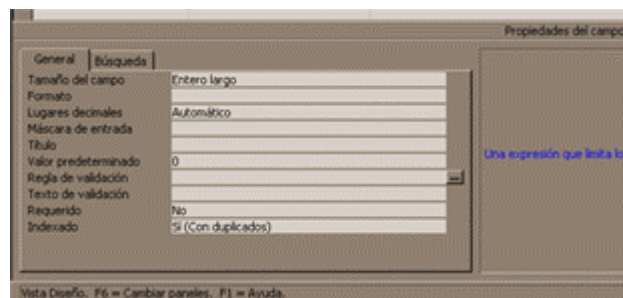 Propiedades del campo
General Búsqueda
Tamaño del campo Entero largo
Formato
Lugares decimales Automático
Máscara de entrada
Título
Valor predeterminado 0
Regla de validación ...
Texto de validación
Requerido No
Indexado Sí (Con duplicados)
Una expresión que limita lo
Vista Diseño. F6 = Cambiar paneles. F1 = Ayuda.